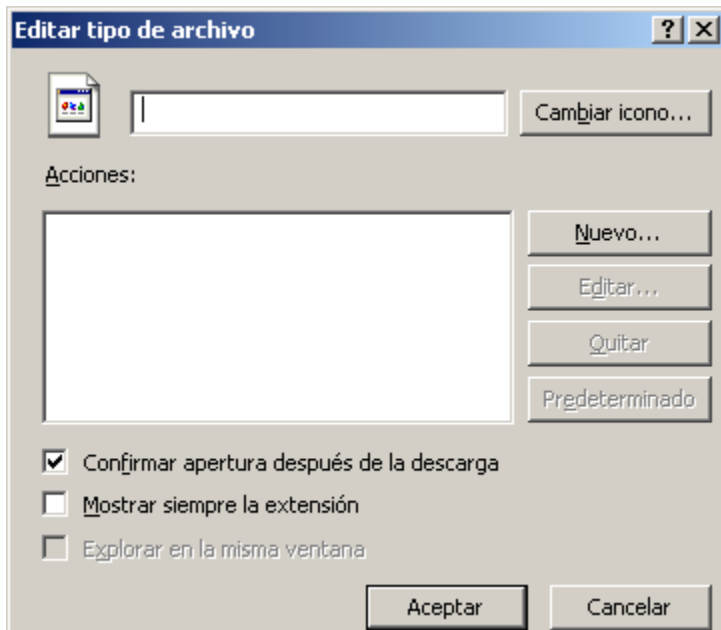 Editar tipo de archivo
Cambiar icono...
Acciones:
Nuevo...
Editar...
Quitar
Predeterminado
Confirmar apertura después de la descarga
Mostrar siempre la extensión
Explorar en la misma ventana
Aceptar
Cancelar